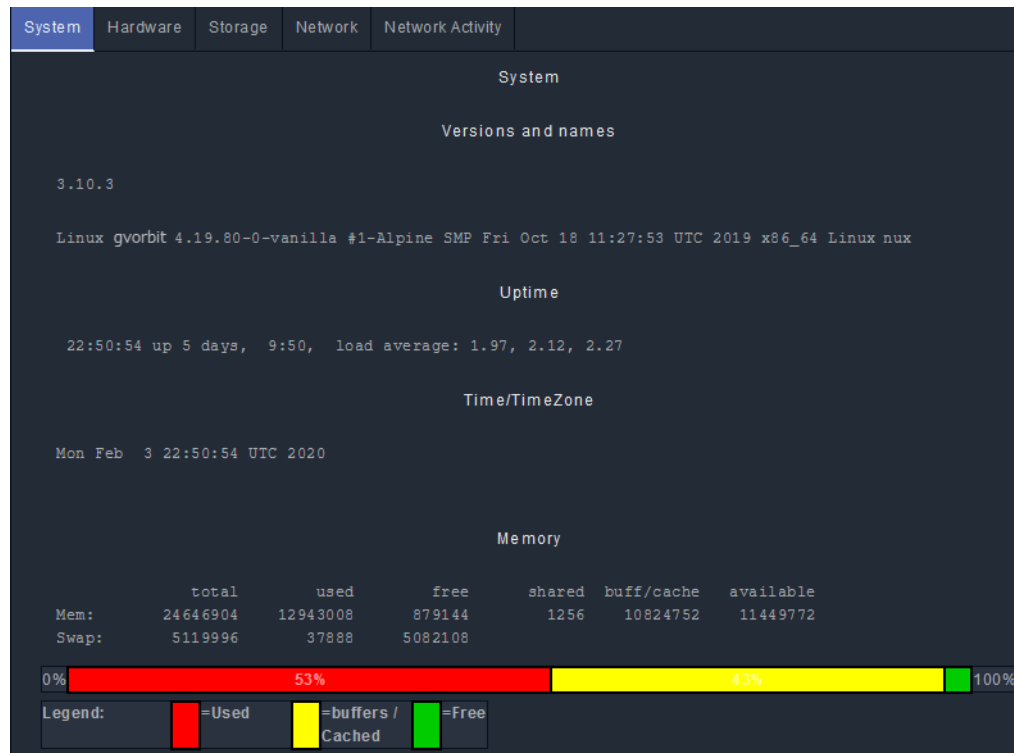 System Hardware Storage Network Network Activity
System
Versions and names
3.10.3
Linux gvorbit 4.19.80-0-vanilla #1-Alpine SMP Fri Oct 18 11:27:53 UTC 2019 x86_64 Linux nux
Uptime
22:50:54 up 5 days, 9:50, load average: 1.97, 2.12, 2.27
Time/TimeZone
Mon Feb 3 22:50:54 UTC 2020
Memory
total used free shared buff/cache available
Mem: 24646904 12943008 879144 1256 10824752 11449772
Swap: 5119996 37888 5082108
0% 53% 43% 100%
Legend: =Used =buffers / =Free
Cached